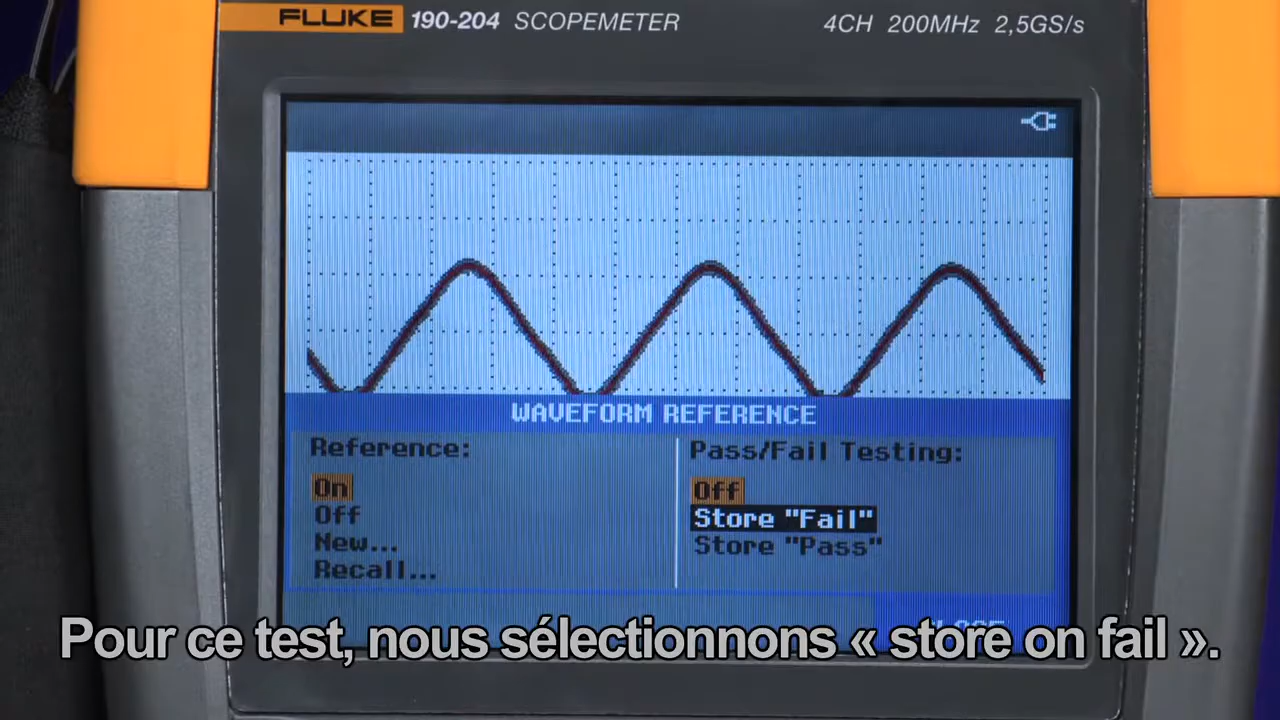 FLUKE 190-204 SCOPEMETER 4CH 200MHz 2,5GS/s
WAVEFORM REFERENCE
Reference:
On
Off
New...
Recall...
Pass/Fail Testing:
Off
Store "Fail"
Store "Pass"
Pour ce test, nous sélectionnons « store on fail ».